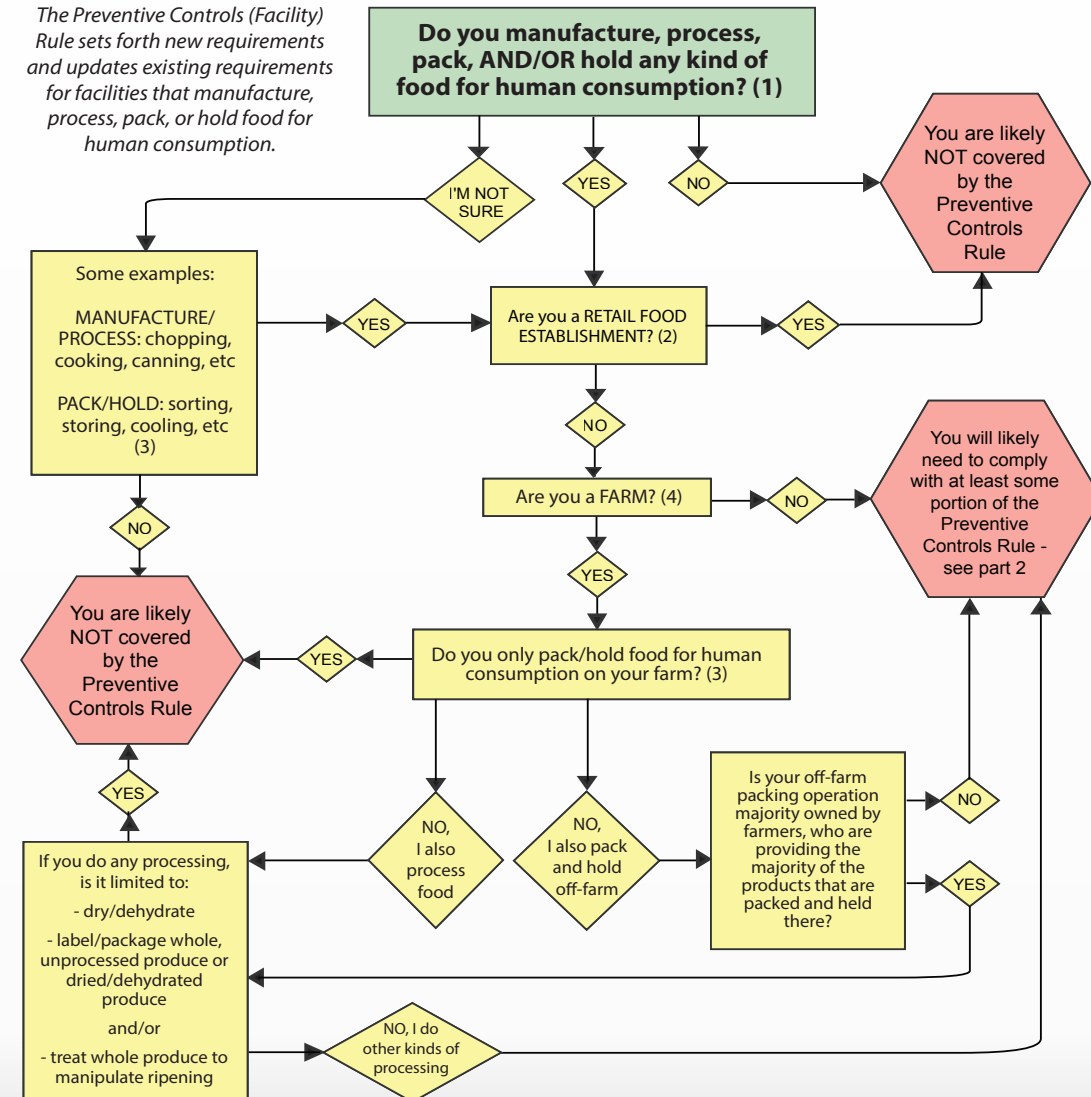 The Preventive Controls (Facility)
Rule sets forth new requirements
and updates existing requirements
for facilities that manufacture,
process, pack, or hold food for
human consumption.
Do you manufacture, process,
pack, AND/OR hold any kind of
food for human consumption? (1)
I'M NOT
SURE
YES
NO
You are likely
NOT covered
by the
Preventive
Controls
Rule
Some examples:
MANUFACTURE/
PROCESS: chopping,
cooking, canning, etc
PACK/HOLD: sorting,
storing, cooling, etc
(3)
YES
Are you a RETAIL FOOD
ESTABLISHMENT? (2)
YES
NO
NO
Are you a FARM? (4)
NO
You will likely
need to comply
with at least some
portion of the
Preventive
Controls Rule -
see part 2
YES
You are likely
NOT covered
by the
Preventive
Controls Rule
YES
Do you only pack/hold food for human
consumption on your farm? (3)
YES
NO,
I also
process
food
NO,
I also pack
and hold
off-farm
Is your off-farm
packing operation
majority owned by
farmers, who are
providing the
majority of the
products that are
packed and held
there?
NO
YES
If you do any processing,
is it limited to:
- dry/dehydrate
- label/package whole,
unprocessed produce or
dried/dehydrated
produce
and/or
- treat whole produce to
manipulate ripening
NO, I do
other kinds of
processing